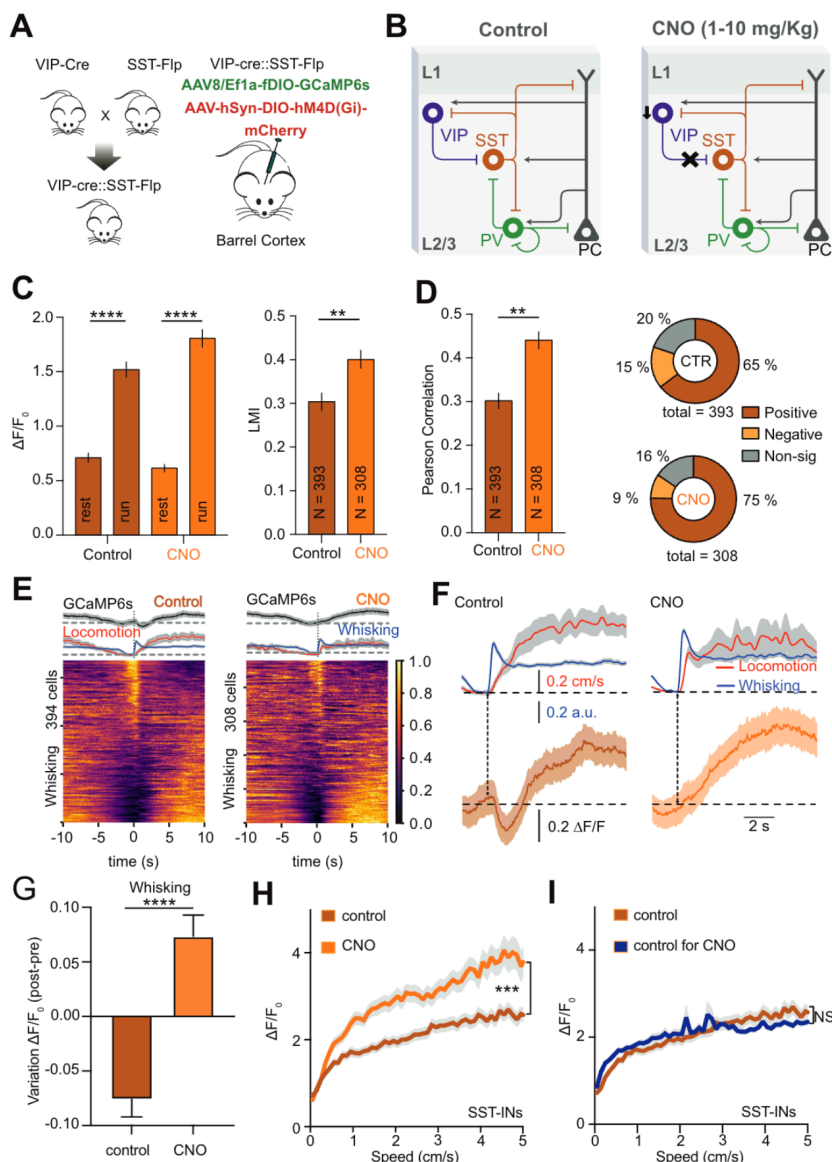 A
VIP-Cre SST-Flp
x
VIP-cre::SST-Flp
VIP-cre::SST-Flp
AAV8/Ef1a-fDIO-GCaMP6s
AAV-hSyn-DIO-hM4D(Gi)-
mCherry
Barrel Cortex
B
Control
L1
VIP
SST
PV
PC
L2/3
CNO (1-10 mg/Kg)
L1
VIP
SST
PV
PC
L2/3
C
ΔF/F0
2.0
1.5
1.0
0.5
0.0
**** ****
rest
run
rest
run
Control CNO
LMI
0.4
0.3
0.2
0.1
0.0
**
N = 393
N = 308
Control CNO
D
Pearson Correlation
0.4
0.3
0.2
0.1
0.0
**
N = 393
N = 308
Control CNO
20 %
15 %
CTR
65 %
total = 393
Positive
Negative
Non-sig
16 %
9 %
CNO
75 %
total = 308
E
GCaMP6s Control
Locomotion
394 cells
Whisking
-10 -5 0 5 10
time (s)
GCaMP6s CNO
Whisking
308 cells
Whisking
-10 -5 0 5 10
time (s)
1.0
0.8
0.6
0.4
0.2
0.0
F
Control
0.2 cm/s
0.2 a.u.
0.2 ΔF/F
CNO
Locomotion
Whisking
2 s
G
Whisking
****
Variation ΔF/F0 (post-pre)
0.10
0.05
0.00
-0.05
-0.10
control CNO
H
control
CNO
ΔF/F0
4
2
0
***
SST-INs
0 1 2 3 4 5
Speed (cm/s)
I
control
control for CNO
ΔF/F0
4
2
0
NS
SST-INs
0 1 2 3 4 5
Speed (cm/s)